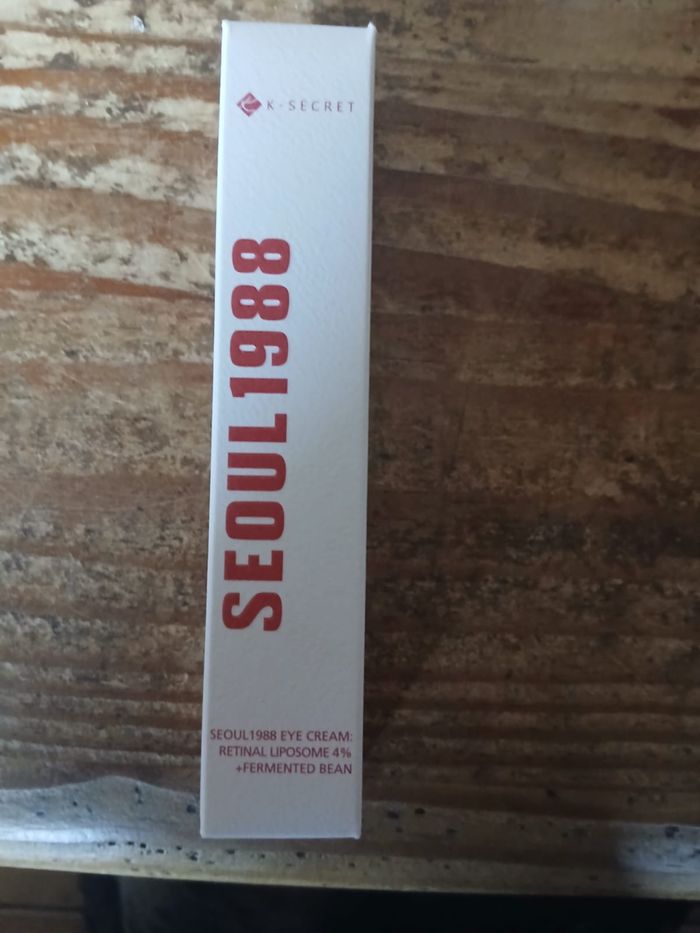 K-SECRET
SEOUL1988
SEOUL1988 EYE CREAM:
RETINAL LIPOSOME 4%
+FERMENTED BEAN